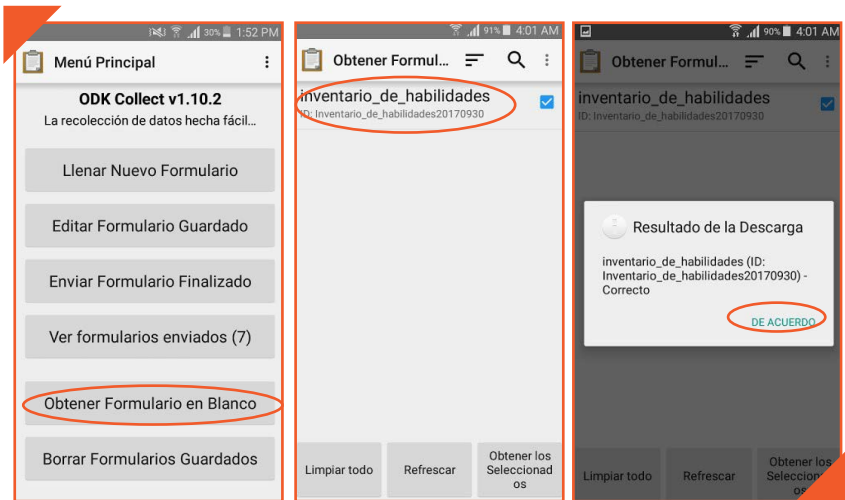 30% 1:52 PM
Menú Principal
ODK Collect v1.10.2
La recolección de datos hecha fácil...
Llenar Nuevo Formulario
Editar Formulario Guardado
Enviar Formulario Finalizado
Ver formularios enviados (7)
Obtener Formulario en Blanco
Borrar Formularios Guardados
91% 4:01 AM
Obtener Formul...
inventario_de_habilidades
ID: Inventario_de_habilidades20170930
Limpiar todo
Refrescar
Obtener los
Seleccionad
os
90% 4:01 AM
Obtener Formul...
inventario_de_habilidades
ID: Inventario_de_habilidades20170930
Resultado de la Descarga
inventario_de_habilidades (ID:
Inventario_de_habilidades20170930) -
Correcto
DE ACUERDO
Limpiar todo
Refrescar
Obtener los